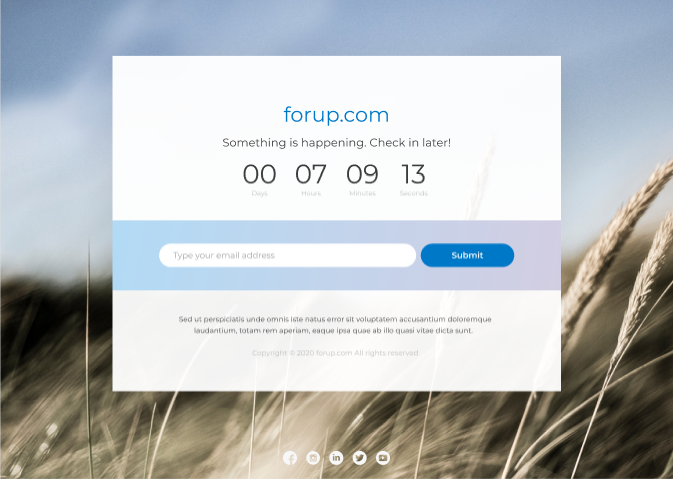 forup.com
Something is happening. Check in later!
00 07 09 13
Days Hours Minutes Seconds
Type your email address Submit
Sed ut perspiciatis unde omnis iste natus error sit voluptatem accusantium doloremque
laudantium, totam rem aperiam, eaque ipsa quae ab illo quasi vitae dicta sunt.
Copyright © 2020 forup.com All rights reserved